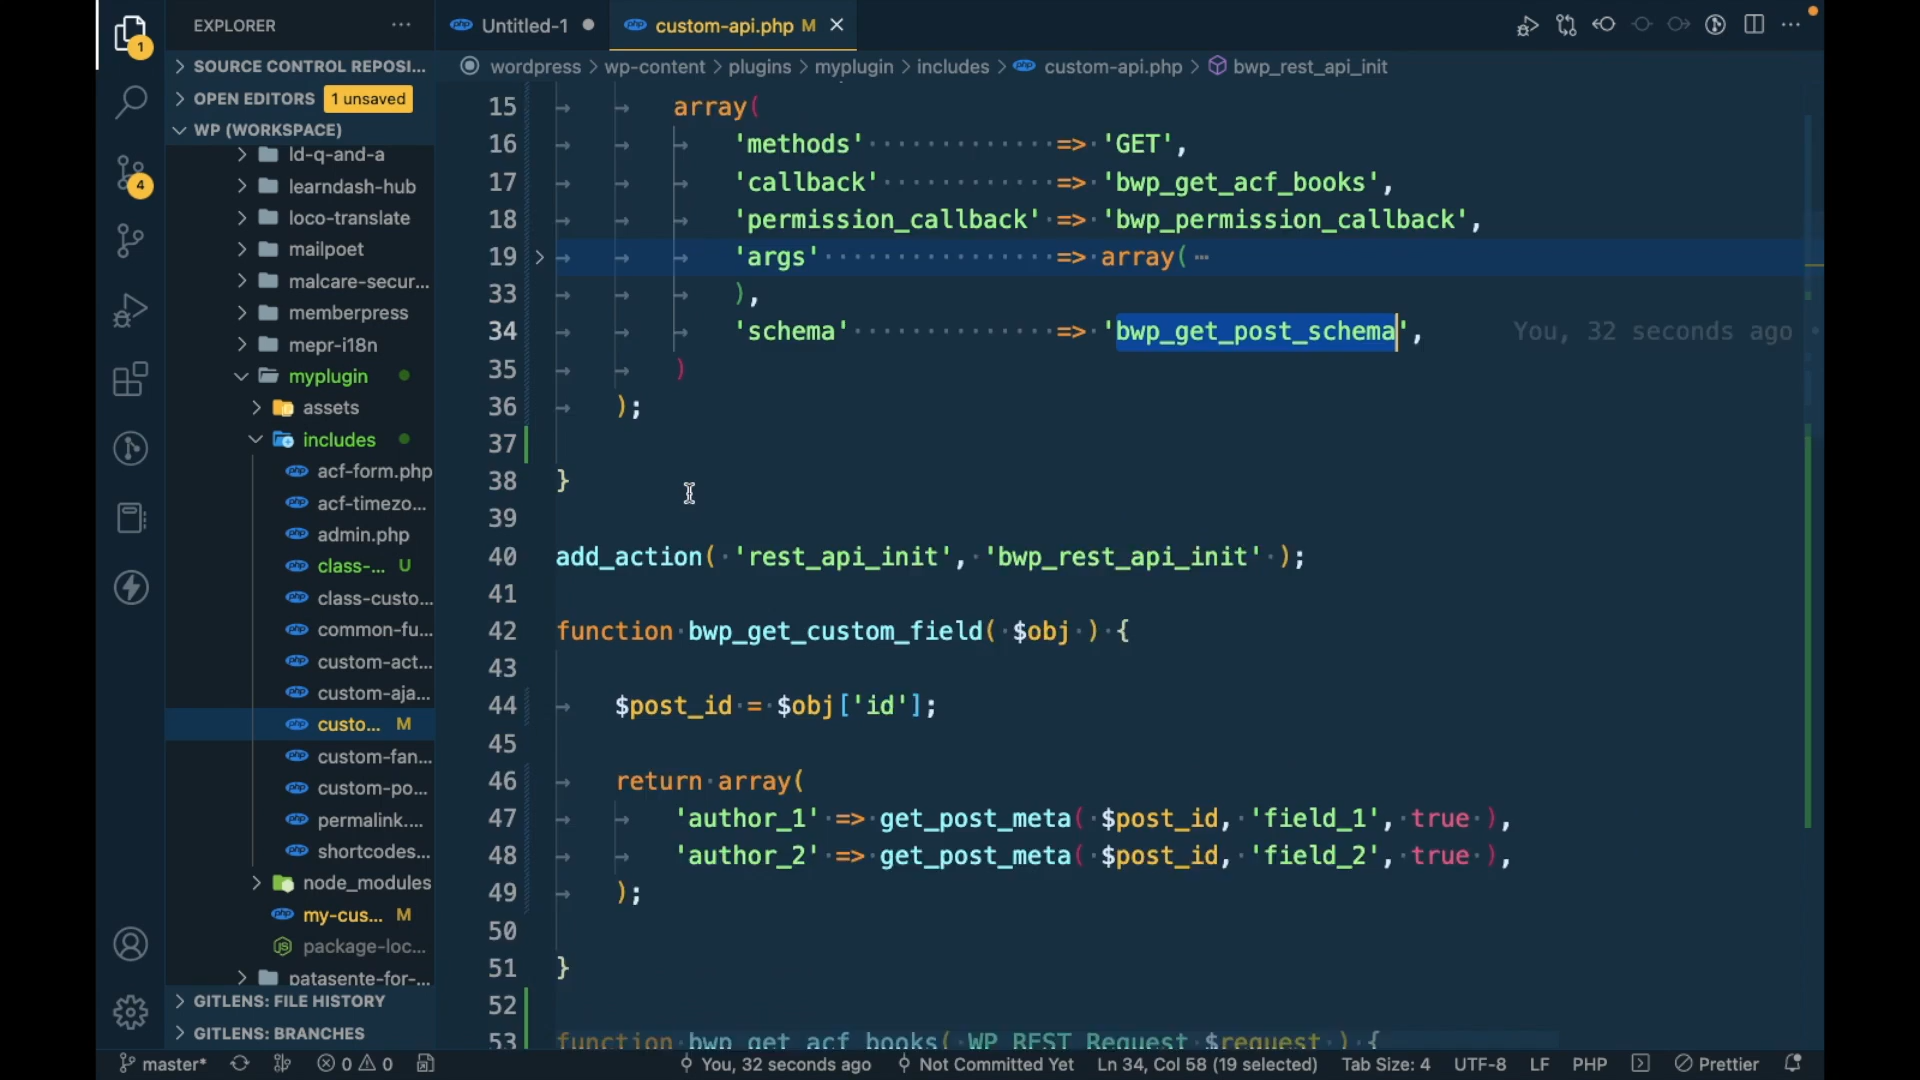 EXPLORER
Untitled-1
custom-api.php M
SOURCE CONTROL REPOSI...
wordpress > wp-content > plugins > myplugin > includes > custom-api.php > bwp_rest_api_init
OPEN EDITORS 1 unsaved
WP (WORKSPACE)
ld-q-and-a
learndash-hub
loco-translate
mailpoet
malcare-secur...
memberpress
mepr-i18n
myplugin
assets
includes
acf-form.php
acf-timezo...
admin.php
class-... U
class-custo...
common-fu...
custom-act...
custom-aja...
custo... M
custom-fan...
custom-po...
permalink....
shortcodes...
node_modules
my-cus... M
package-loc...
patasente-for-...
GITLENS: FILE HISTORY
GITLENS: BRANCHES
1
4
15 array(
16 'methods' => 'GET',
17 'callback' => 'bwp_get_acf_books',
18 'permission_callback' => 'bwp_permission_callback',
19 'args' => array( ⋯
33 ),
34 'schema' => 'bwp_get_post_schema', You, 32 seconds ago •
35 )
36 );
37
38 }
39
40 add_action( 'rest_api_init', 'bwp_rest_api_init' );
41
42 function bwp_get_custom_field( $obj ) {
43
44 $post_id = $obj['id'];
45
46 return array(
47 'author_1' => get_post_meta( $post_id, 'field_1', true ),
48 'author_2' => get_post_meta( $post_id, 'field_2', true ),
49 );
50
51 }
52
53 function bwp_get_acf_books( WP_REST_Request $request ) {
master* 0 0 You, 32 seconds ago Not Committed Yet Ln 34, Col 58 (19 selected) Tab Size: 4 UTF-8 LF PHP Prettier